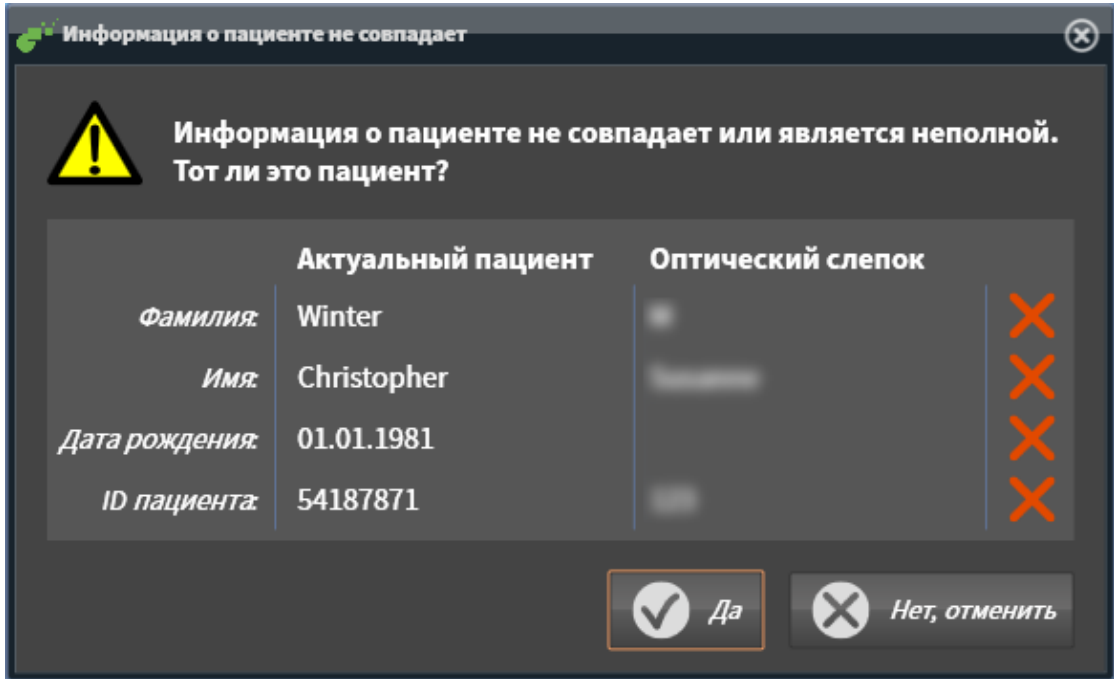 Информация о пациенте не совпадает
Информация о пациенте не совпадает или является неполной.
Тот ли это пациент?
Актуальный пациент Оптический слепок
Фамилия: Winter
Имя: Christopher
Дата рождения: 01.01.1981
ID пациента: 54187871
Да Нет, отменить